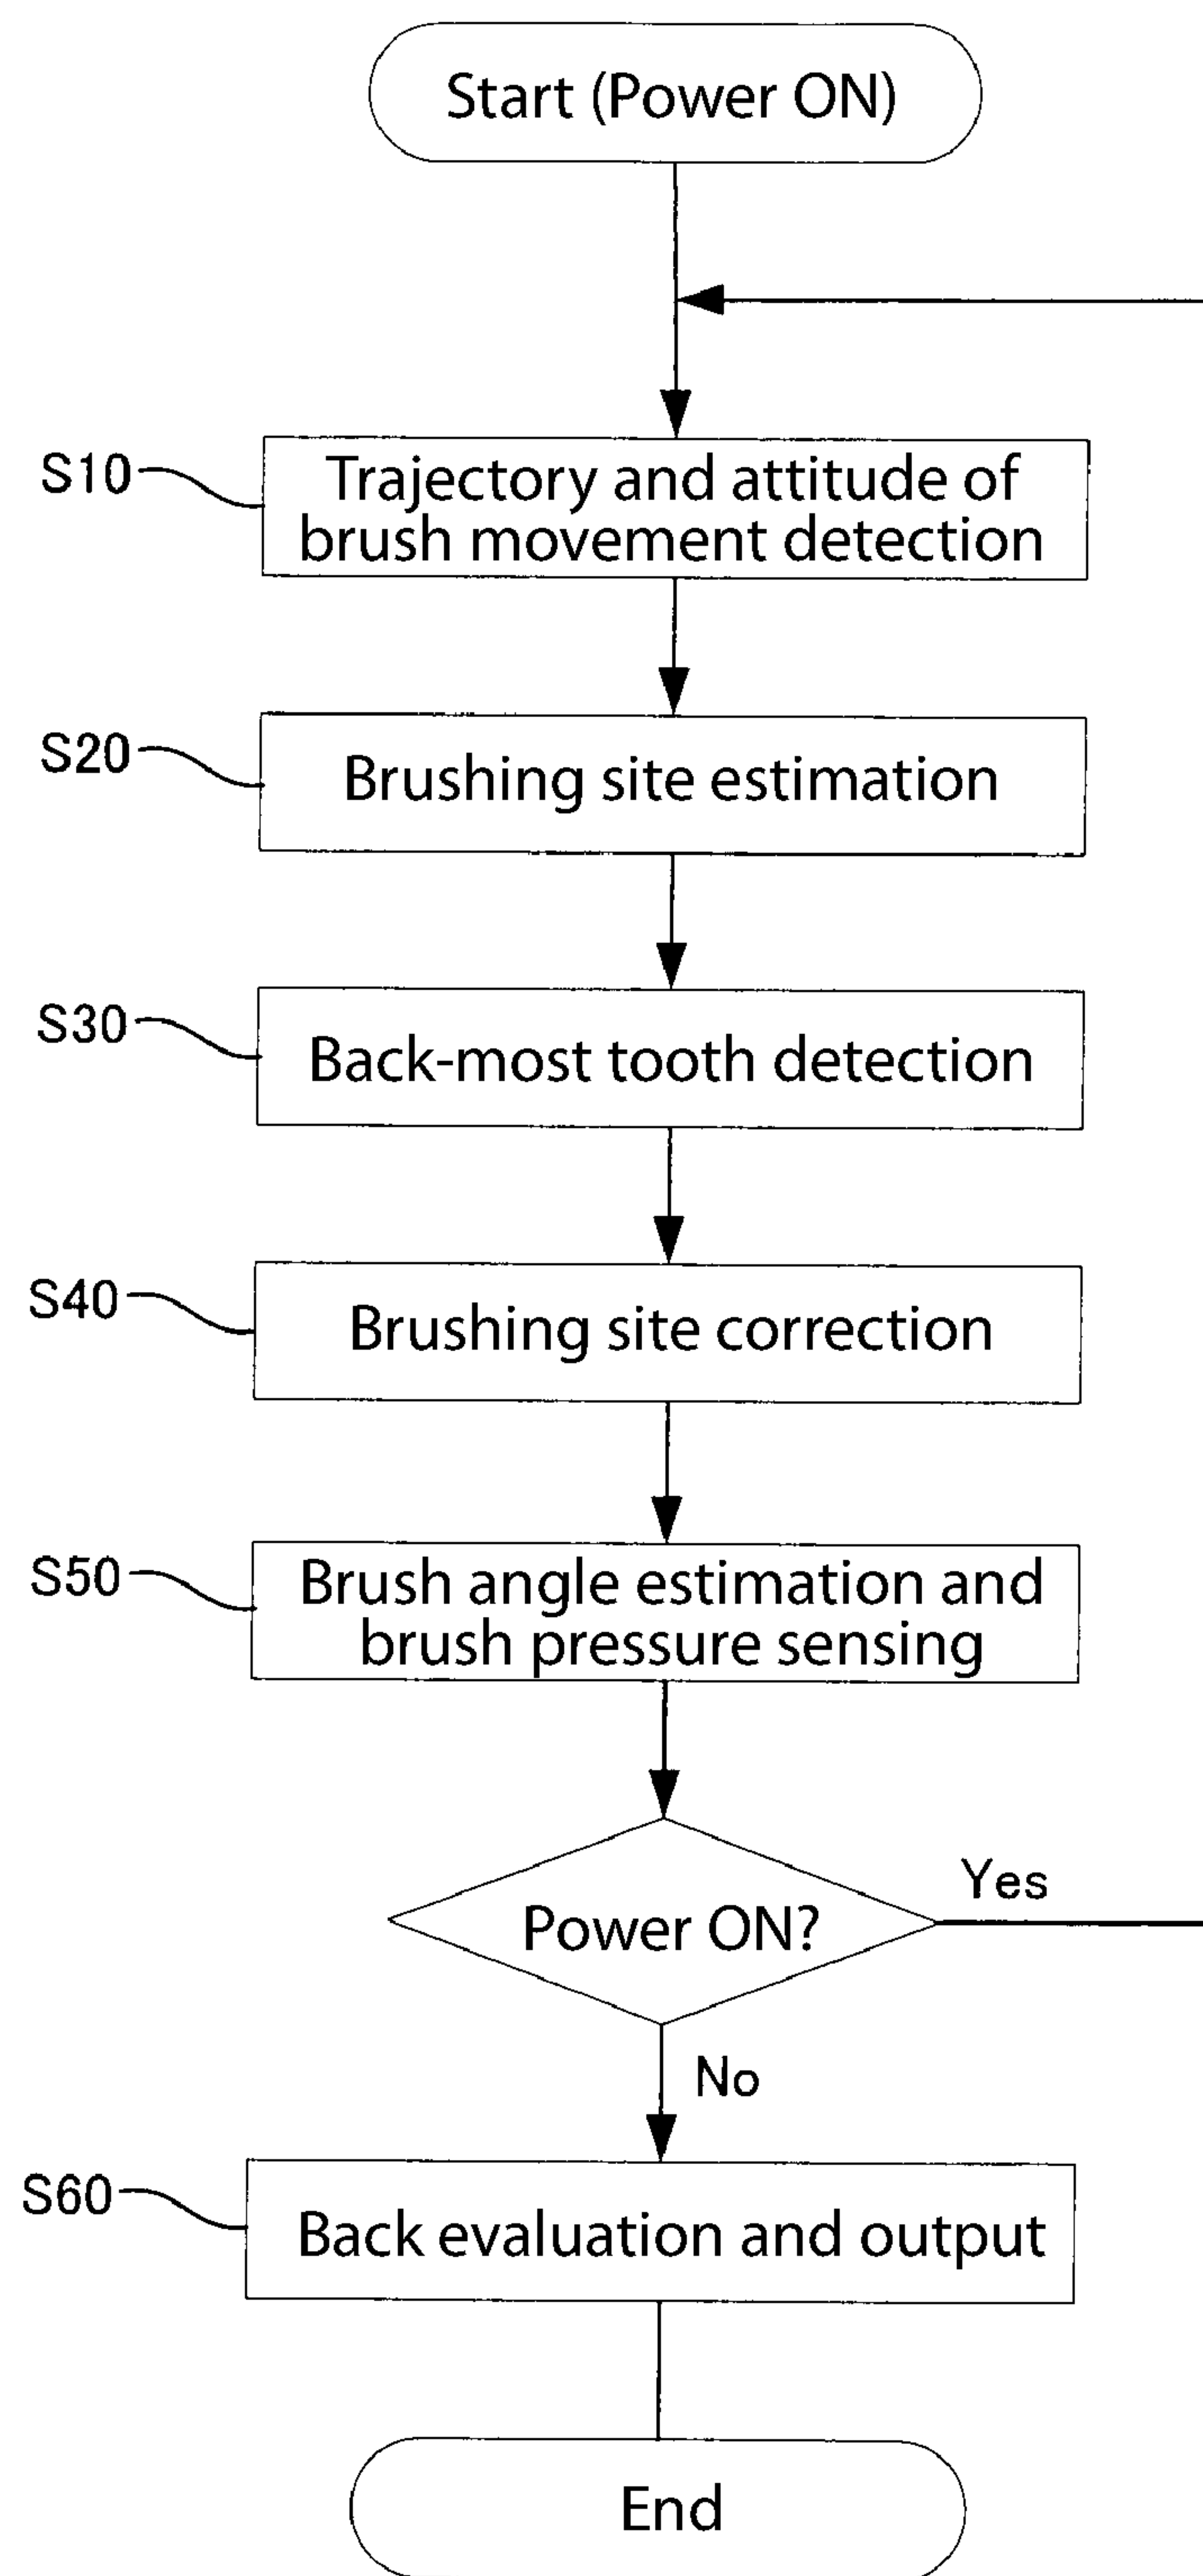 Start (Power ON)
S10
Trajectory and attitude of
brush movement detection
S20
Brushing site estimation
S30
Back-most tooth detection
S40
Brushing site correction
S50
Brush angle estimation and
brush pressure sensing
Power ON?
Yes
No
S60
Back evaluation and output
End